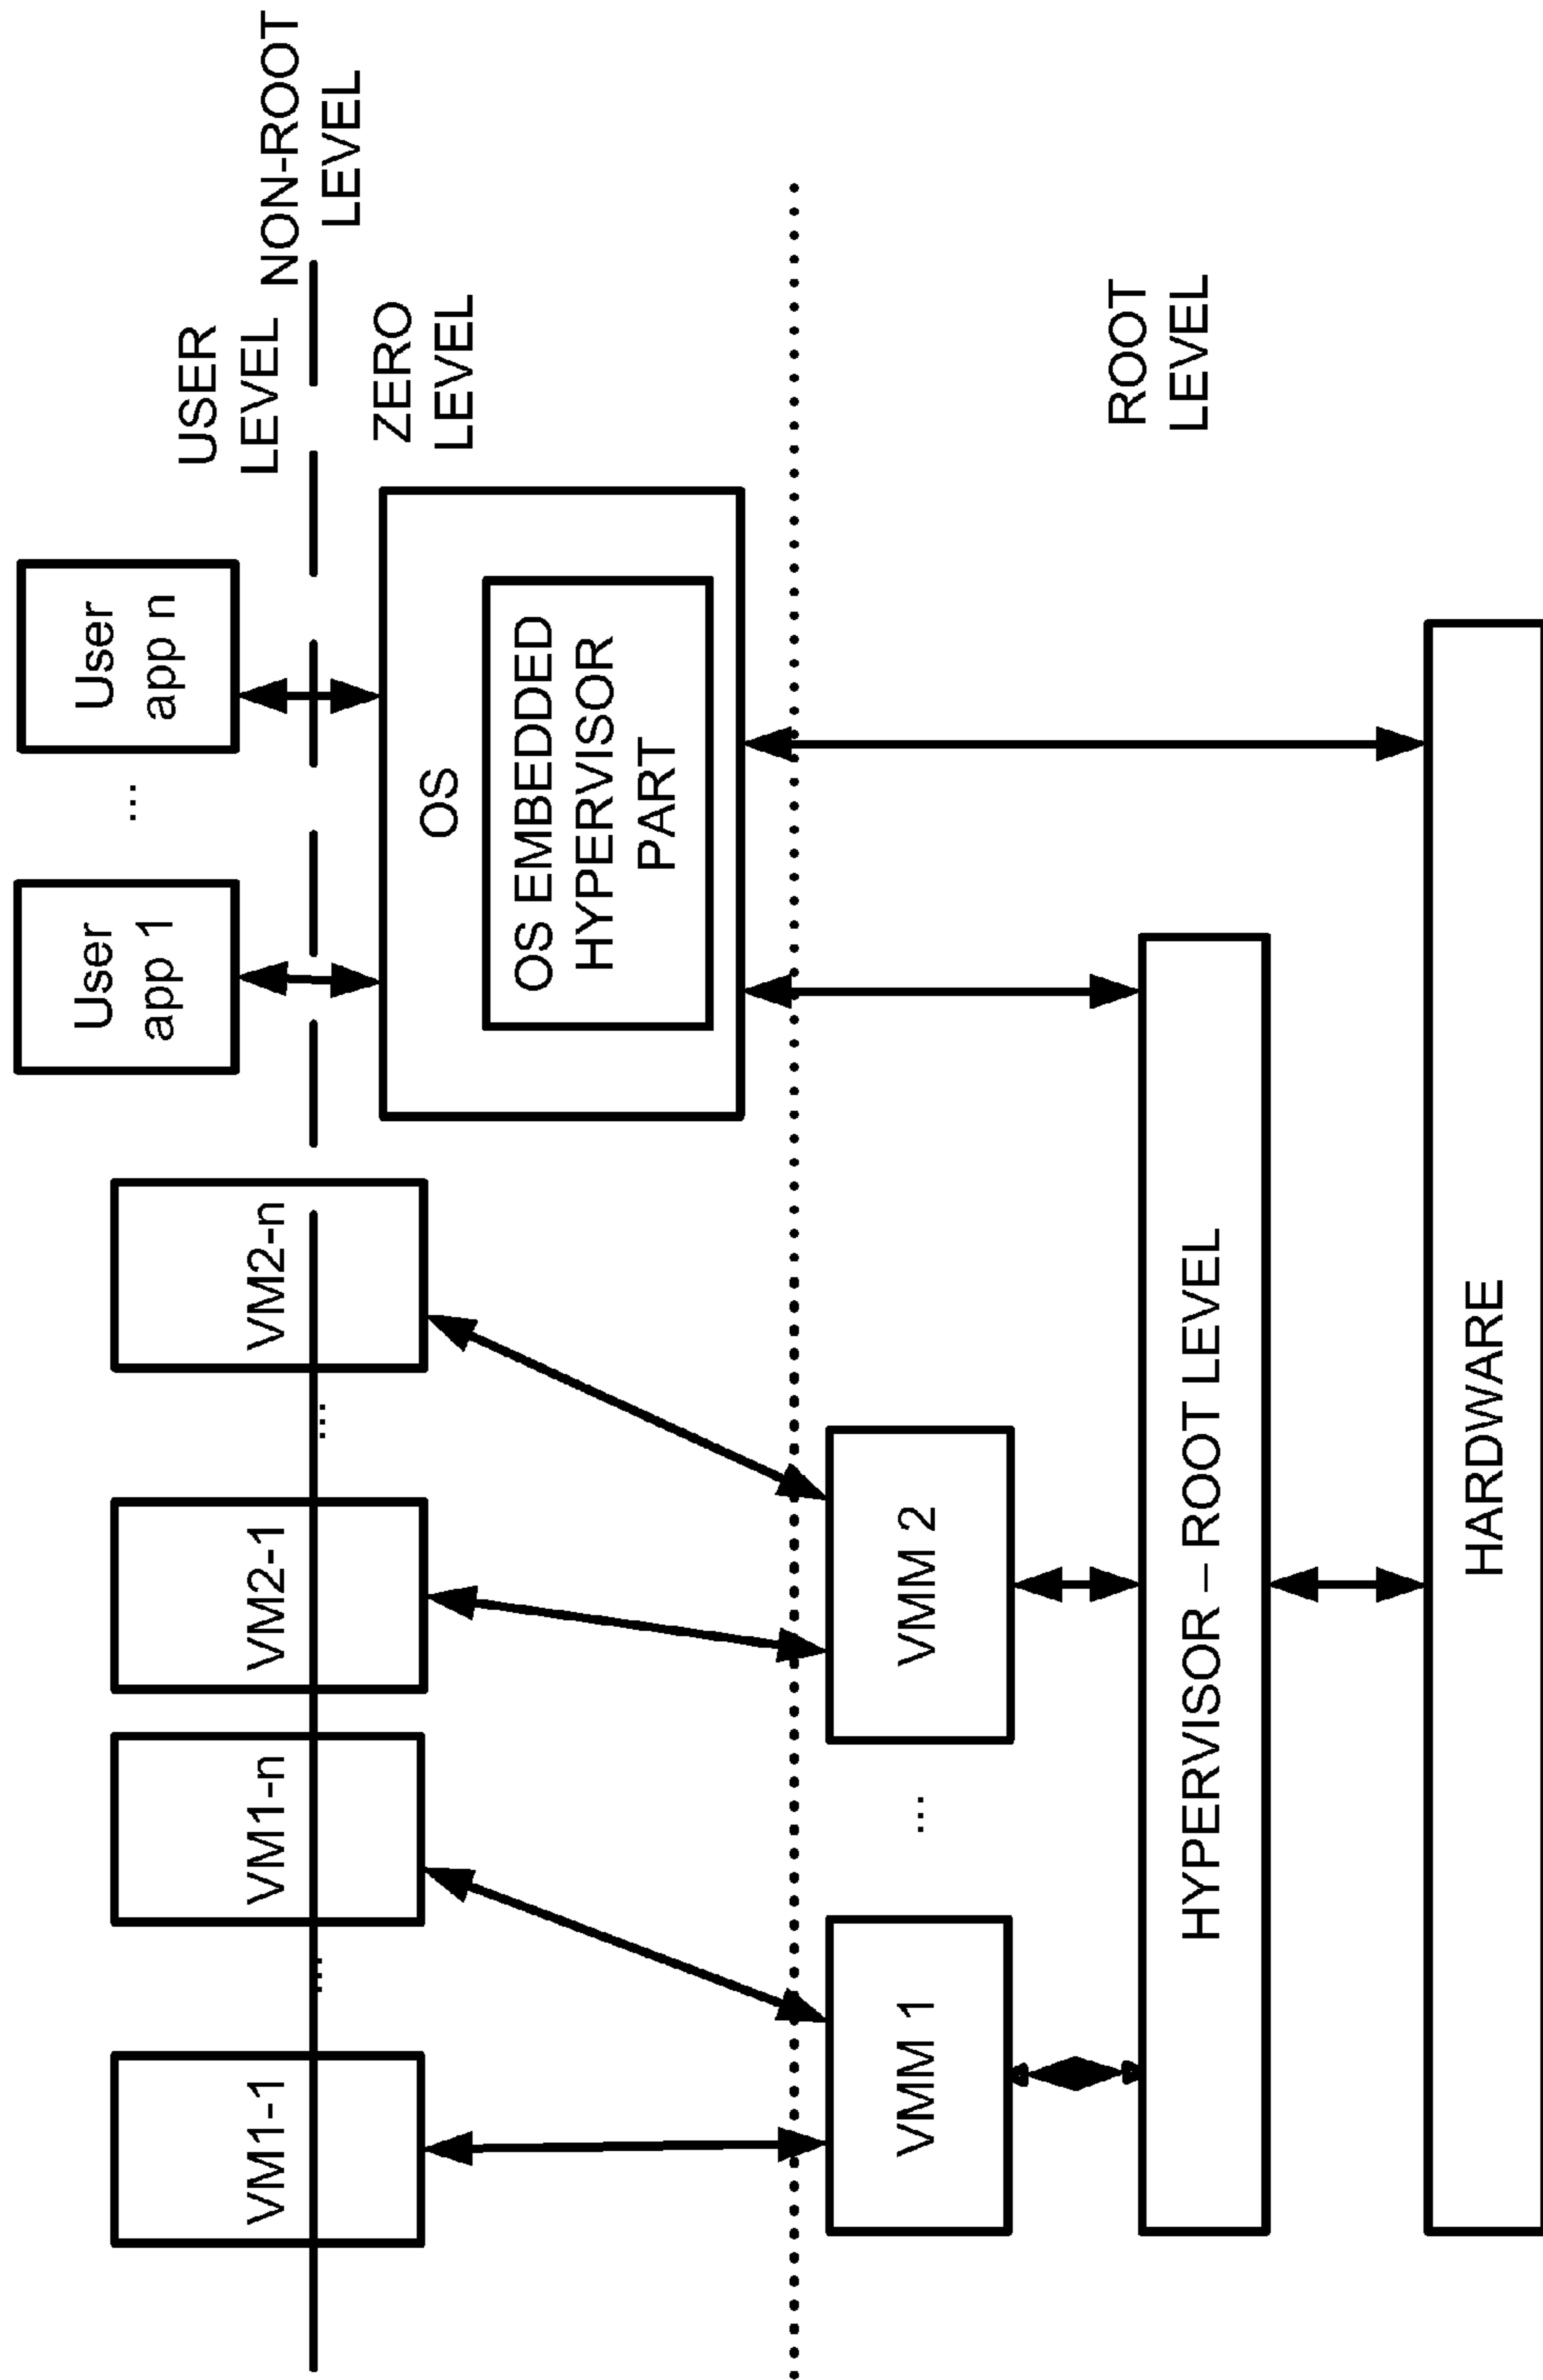 VM1-1
...
VM1-n
VM2-1
...
VM2-n
User
app 1
...
User
app n
USER
LEVEL
NON-ROOT
LEVEL
ZERO
LEVEL
OS
OS EMBEDDED
HYPERVISOR
PART
VMM 1
...
VMM 2
ROOT
LEVEL
HYPERVISOR – ROOT LEVEL
HARDWARE